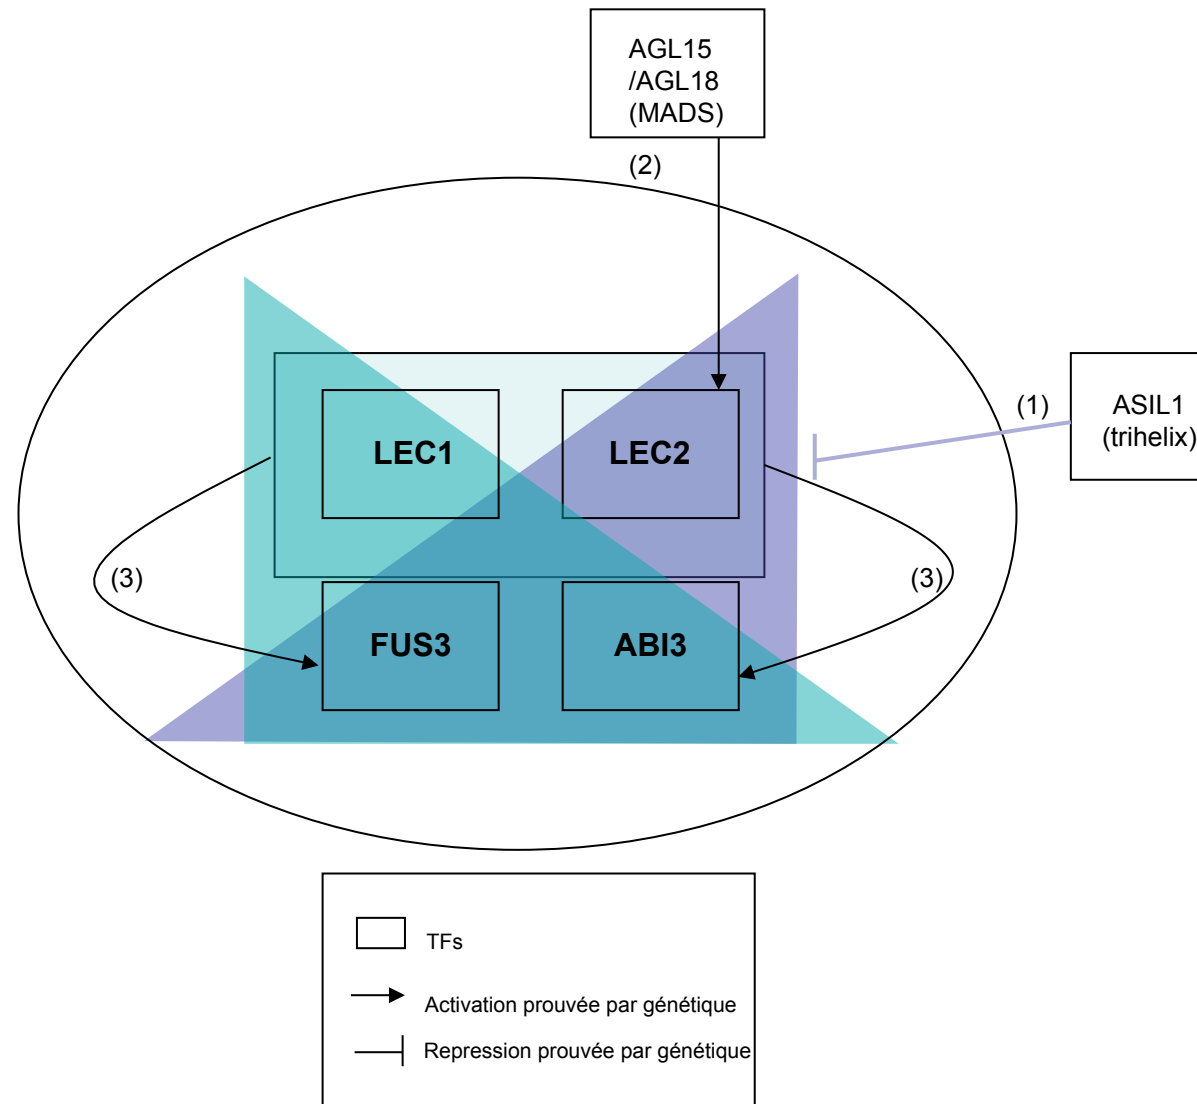 AGL15
/AGL18
(MADS)
(2)
(1)
ASIL1
(trihelix)
LEC1
LEC2
(3)
(3)
FUS3
ABI3
TFs
Activation prouvée par génétique
Repression prouvée par génétique